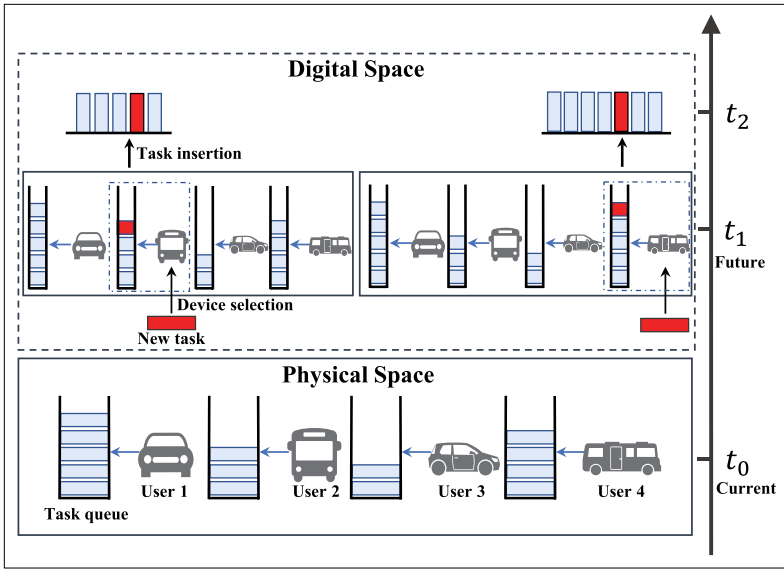 Digital Space
t2
Task insertion
t1
Future
Device selection
New task
Physical Space
t0
Current
User 1
User 2
User 3
User 4
Task queue